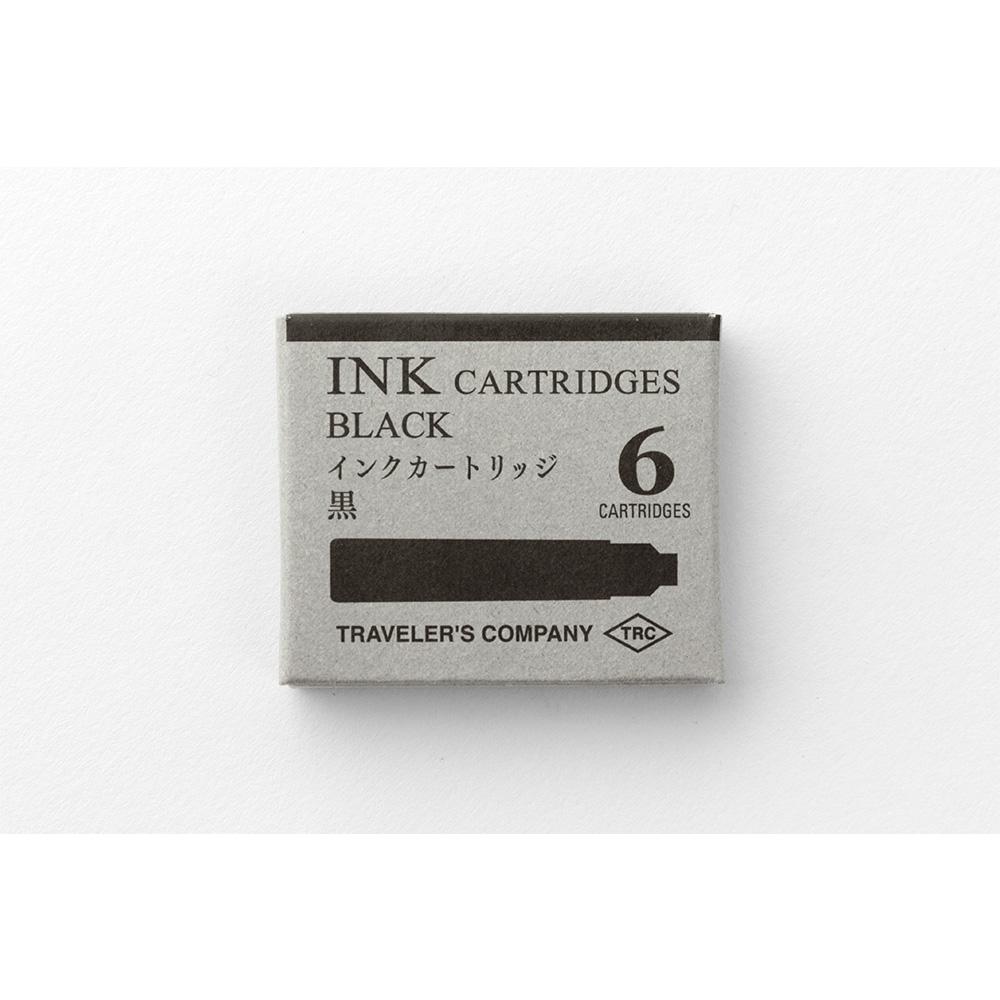 INK CARTRIDGES
BLACK
インクカートリッジ
黒
6
CARTRIDGES
TRAVELER'S COMPANY TRC